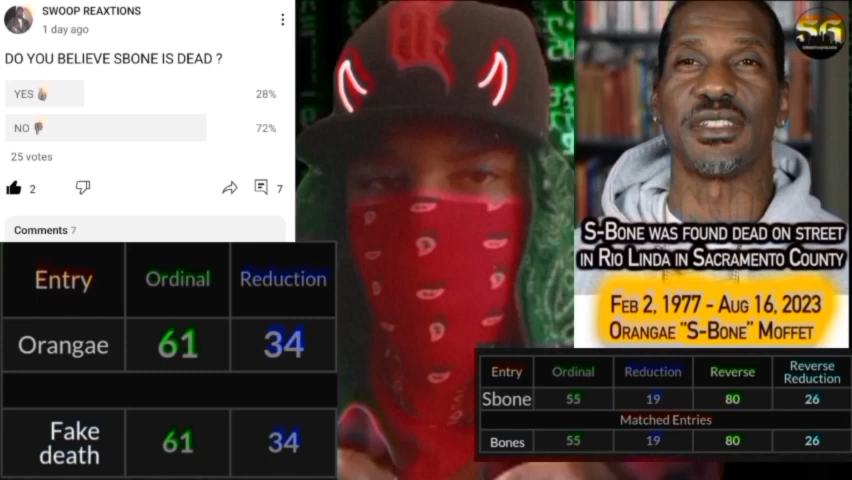 SWOOP REAXTIONS
1 day ago
DO YOU BELIEVE SBONE IS DEAD ?
YES 28%
NO 72%
25 votes
2 7
Comments 7
Entry Ordinal Reduction
Orangae 61 34
Fake death 61 34
SG
S-Bone was found dead on street
in Rio Linda in Sacramento County
Feb 2, 1977 - Aug 16, 2023
Orangae "S-Bone" Moffet
Entry Ordinal Reduction Reverse Reverse Reduction
Sbone 55 19 80 26
Matched Entries
Bones 55 19 80 26